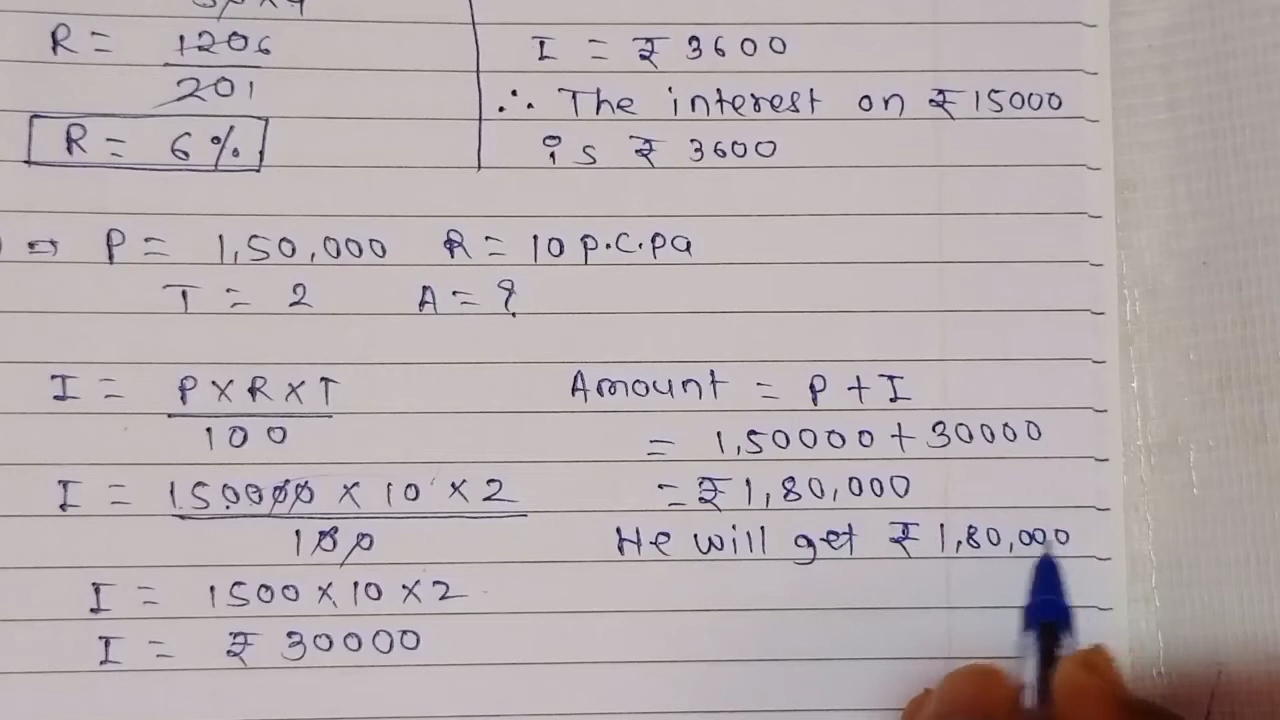 R = 1206
201
R = 6%
I = ₹ 3600
∴ The interest on ₹ 15000
is ₹ 3600
⇒ P = 1,50,000 R = 10 p.c.pa
T = 2 A = ?
I = P × R × T
100
I = 150000 × 10 × 2
100
I = 1500 × 10 × 2
I = ₹ 30000
Amount = P + I
= 1,50000 + 30000
= ₹ 1,80,000
He will get ₹ 1,80,000